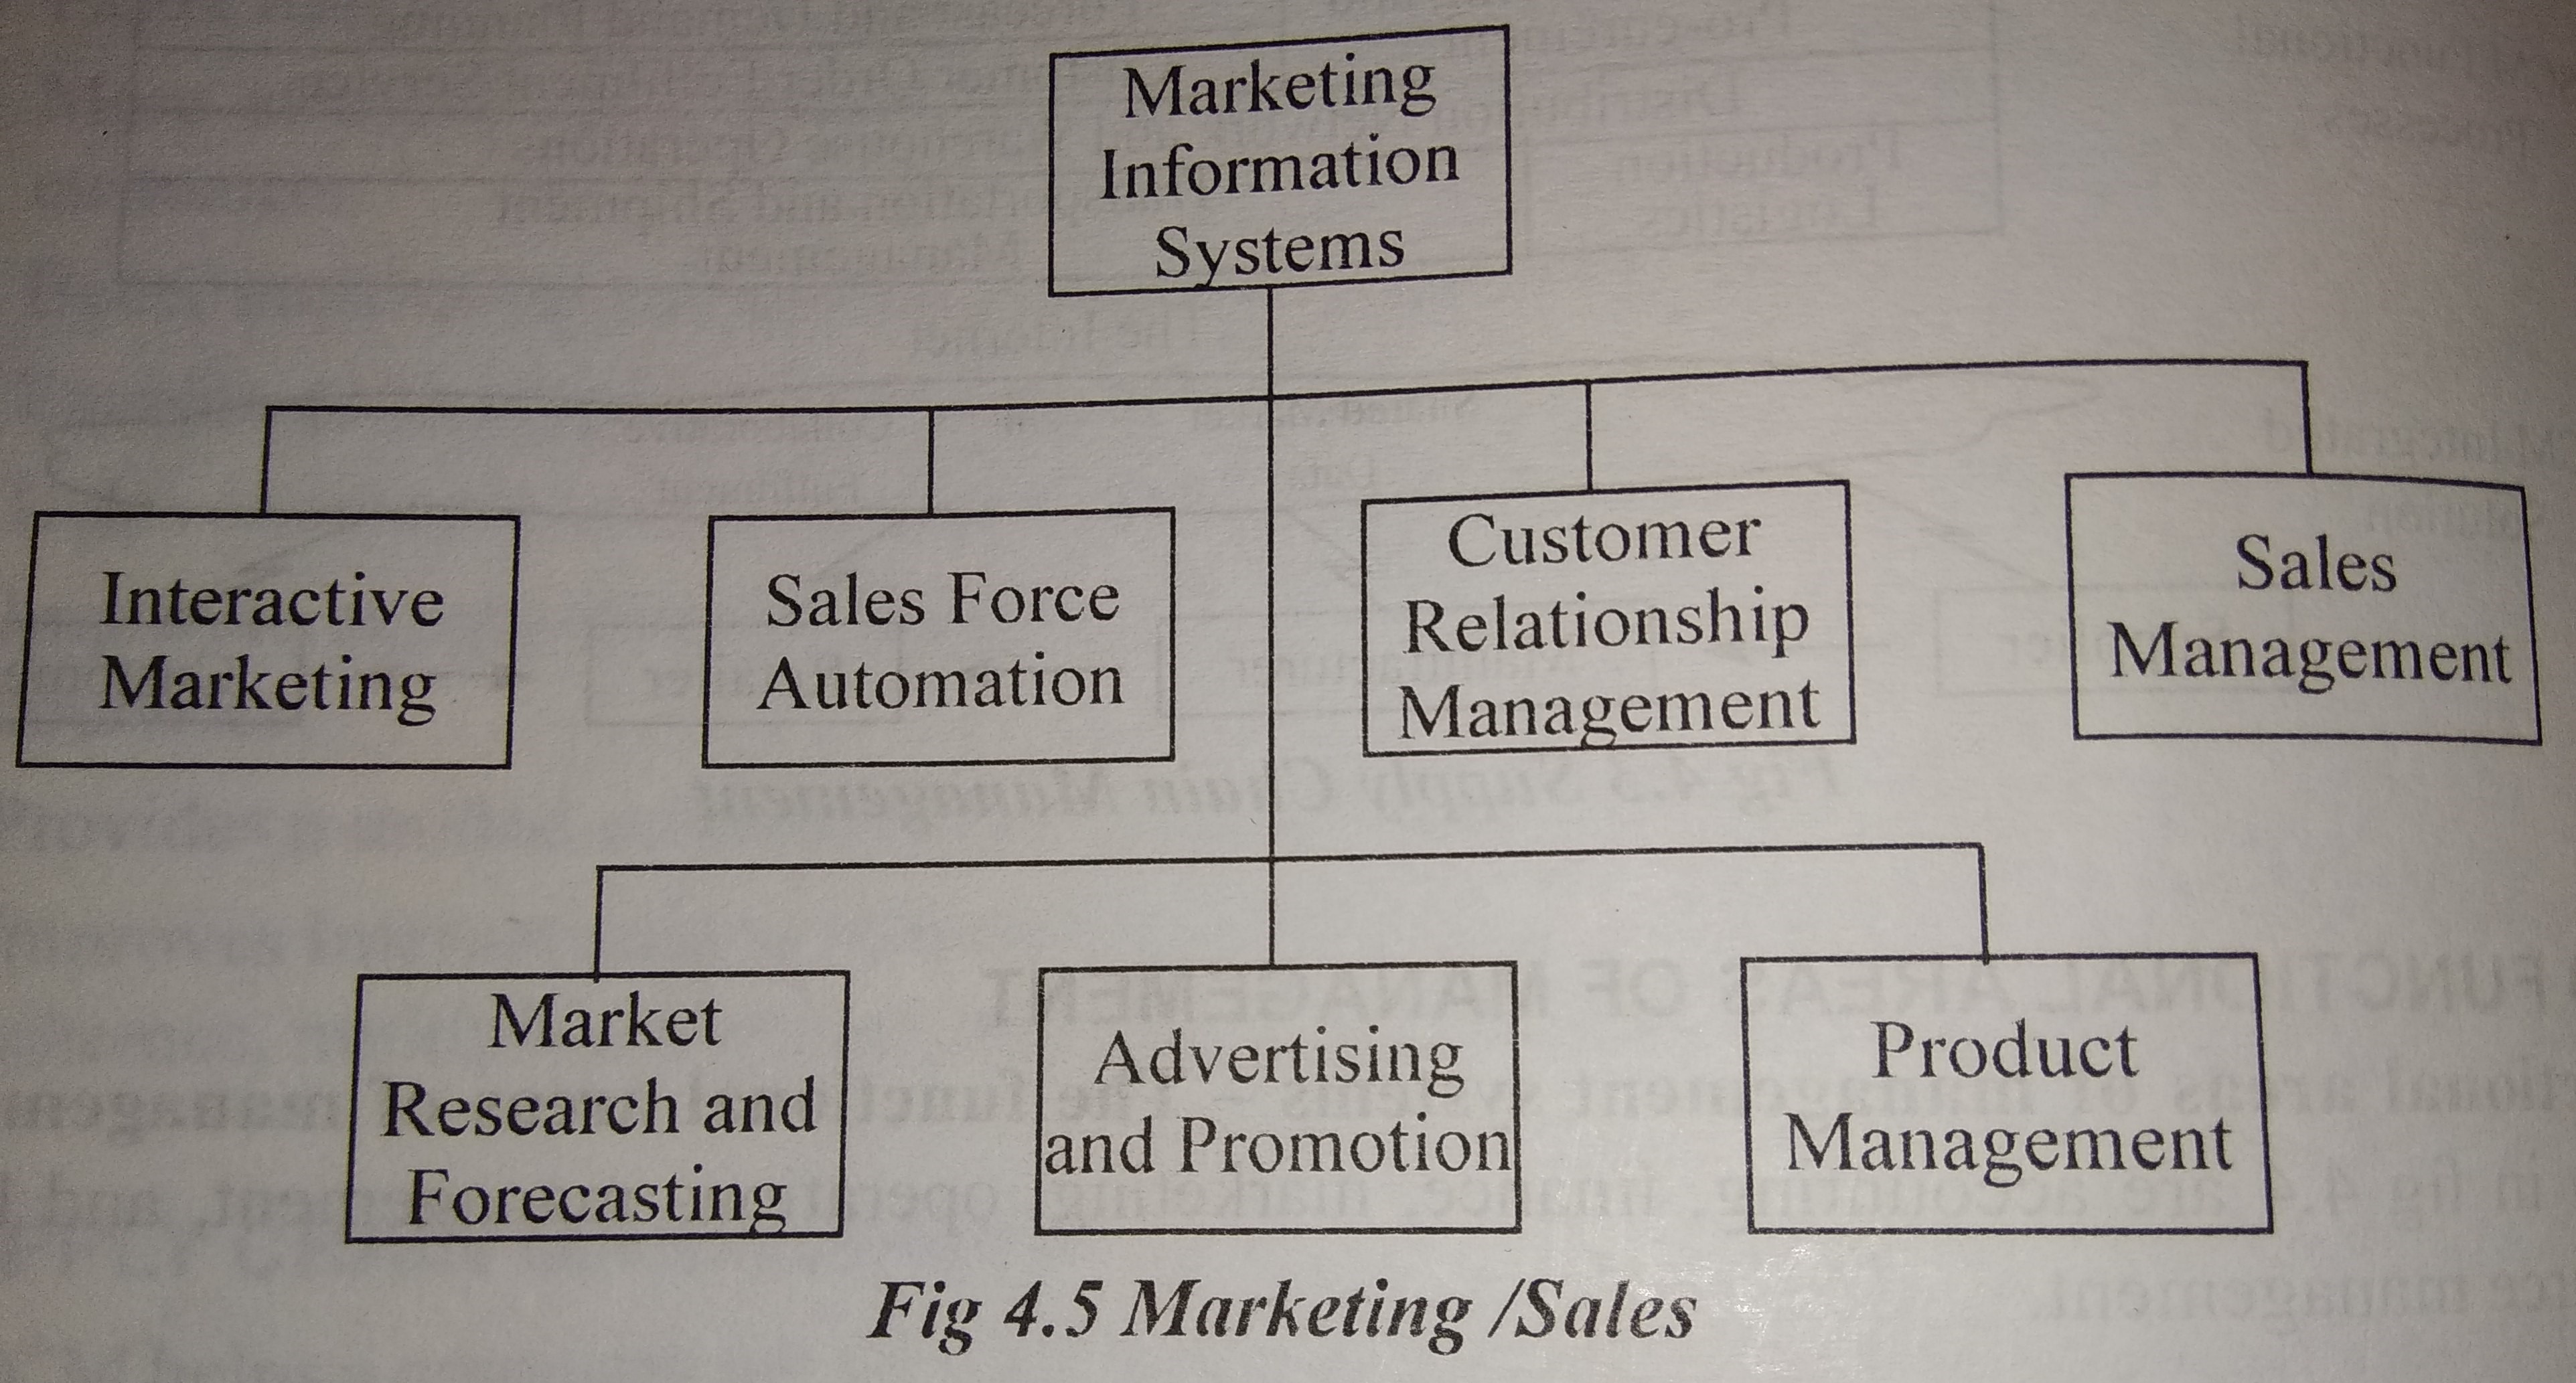 Marketing
Information
Systems
Interactive
Marketing
Sales Force
Automation
Customer
Relationship
Management
Sales
Management
Market
Research and
Forecasting
Advertising
and Promotion
Product
Management
Fig 4.5 Marketing /Sales